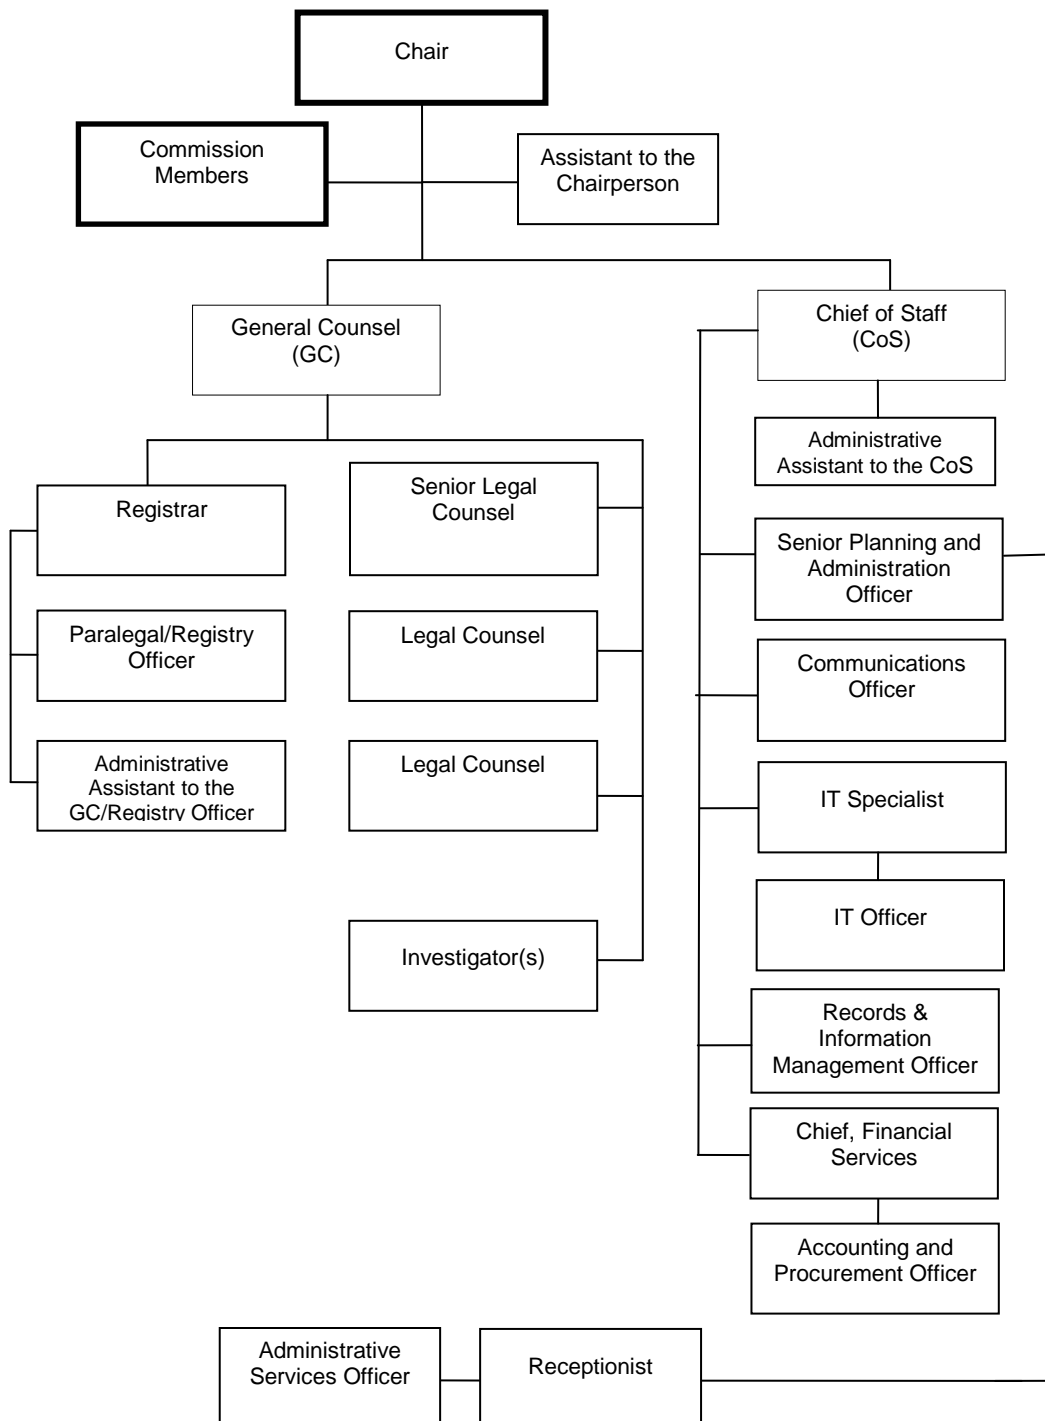 Chair
Commission
Members
Assistant to the
Chairperson
General Counsel
(GC)
Chief of Staff
(CoS)
Administrative
Assistant to the CoS
Registrar
Senior Legal
Counsel
Senior Planning and
Administration
Officer
Paralegal/Registry
Officer
Legal Counsel
Communications
Officer
Administrative
Assistant to the
GC/Registry Officer
Legal Counsel
IT Specialist
IT Officer
Investigator(s)
Records &
Information
Management Officer
Chief, Financial
Services
Accounting and
Procurement Officer
Administrative
Services Officer
Receptionist